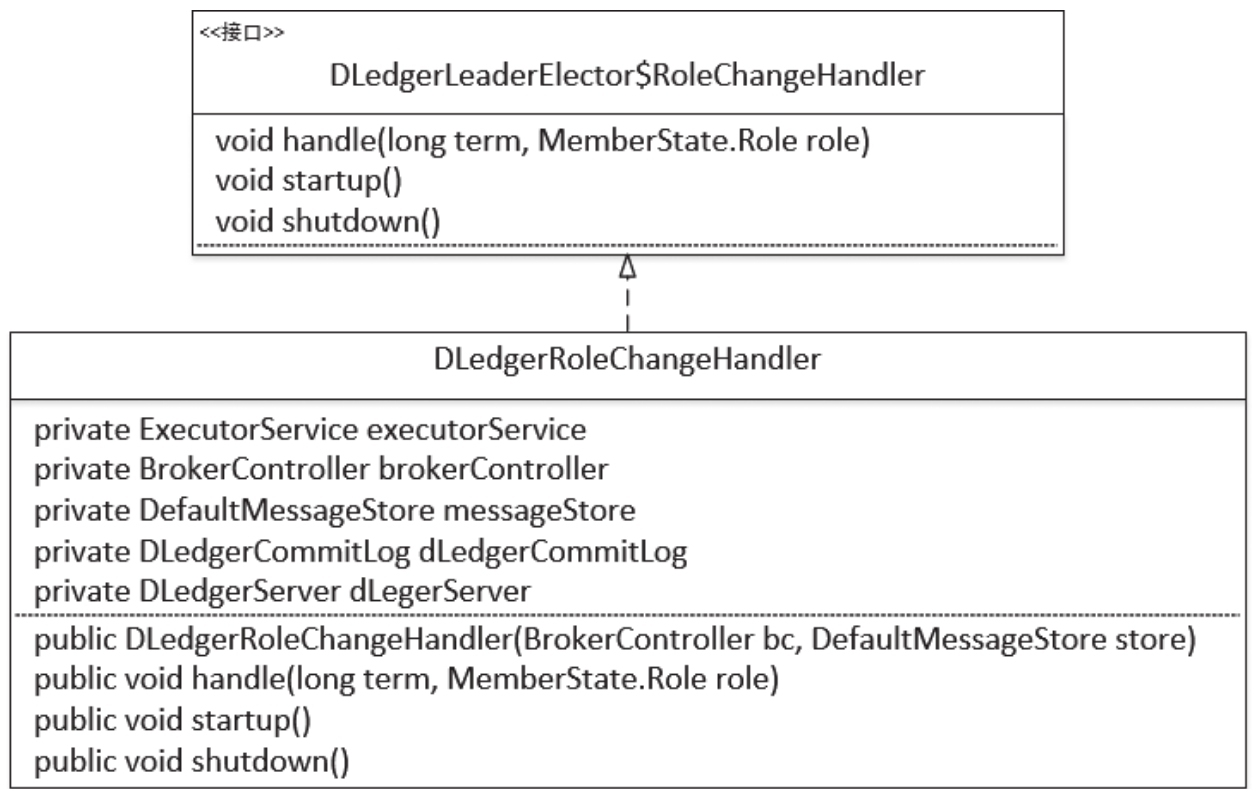 <<接口>>
DLedgerLeaderElector$RoleChangeHandler
void handle(long term, MemberState.Role role)
void startup()
void shutdown()
DLedgerRoleChangeHandler
private ExecutorService executorService
private BrokerController brokerController
private DefaultMessageStore messageStore
private DLedgerCommitLog dLedgerCommitLog
private DLedgerServer dLegerServer
public DLedgerRoleChangeHandler(BrokerController bc, DefaultMessageStore store)
public void handle(long term, MemberState.Role role)
public void startup()
public void shutdown()